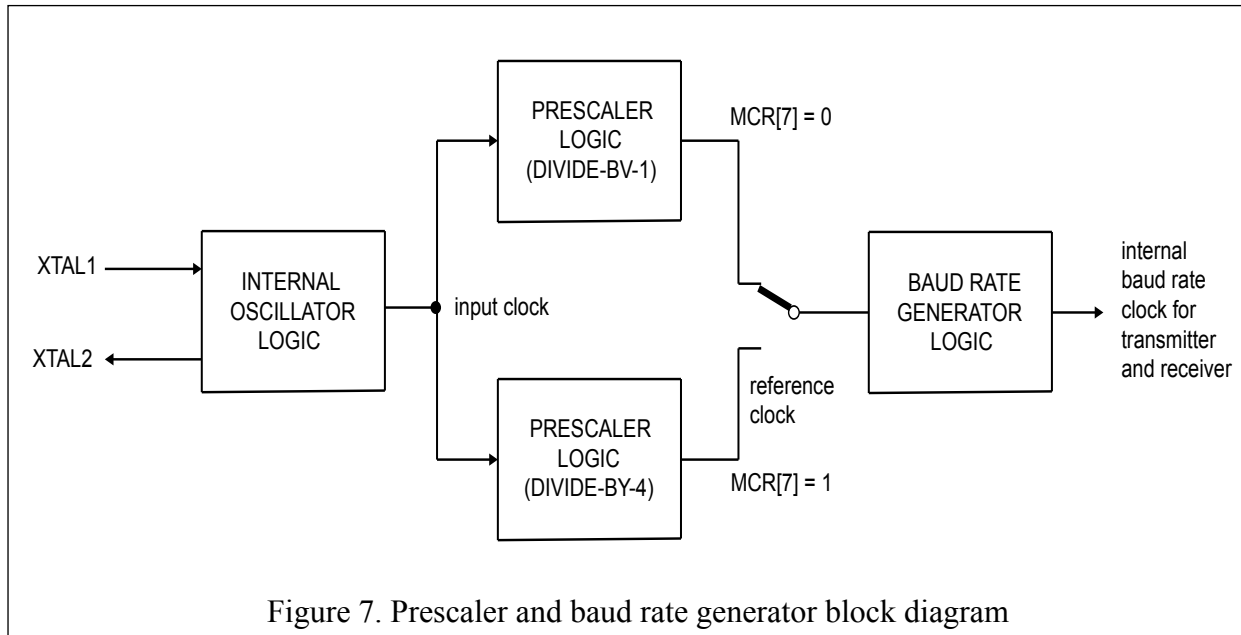 PRESCALER
LOGIC
(DIVIDE-BV-1)
MCR[7] = 0
XTAL1
XTAL2
INTERNAL
OSCILLATOR
LOGIC
input clock
BAUD RATE
GENERATOR
LOGIC
internal
baud rate
clock for
transmitter
and receiver
reference
clock
PRESCALER
LOGIC
(DIVIDE-BY-4)
MCR[7] = 1
Figure 7. Prescaler and baud rate generator block diagram